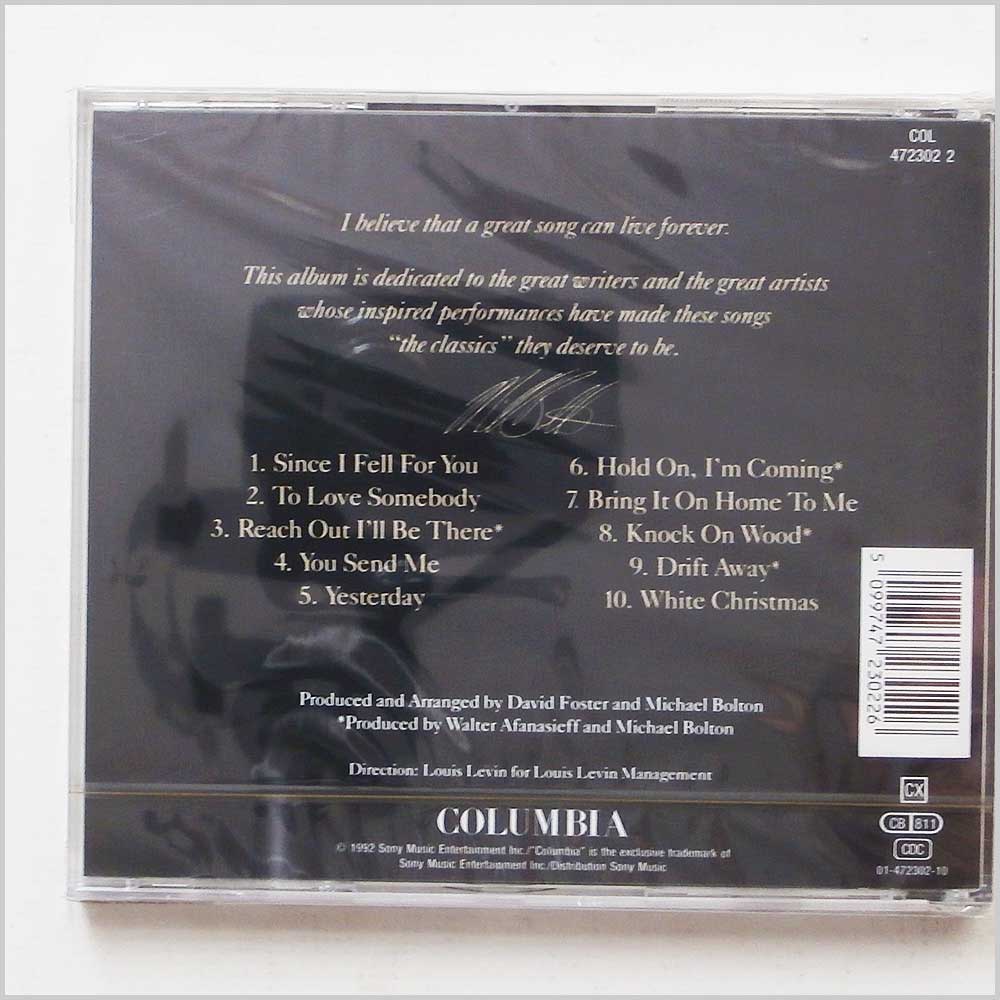 COL
472302 2
I believe that a great song can live forever.
This album is dedicated to the great writers and the great artists
whose inspired performances have made these songs
"the classics" they deserve to be.
1. Since I Fell For You
2. To Love Somebody
3. Reach Out I'll Be There*
4. You Send Me
5. Yesterday
6. Hold On, I'm Coming*
7. Bring It On Home To Me
8. Knock On Wood*
9. Drift Away*
10. White Christmas
5 099747 230226
Produced and Arranged by David Foster and Michael Bolton
*Produced by Walter Afanasieff and Michael Bolton
Direction: Louis Levin for Louis Levin Management
CX
COLUMBIA
CB 811
© 1992 Sony Music Entertainment Inc./"Columbia" is the exclusive trademark of
Sony Music Entertainment Inc./Distribution Sony Music
CDC
01-472302-10